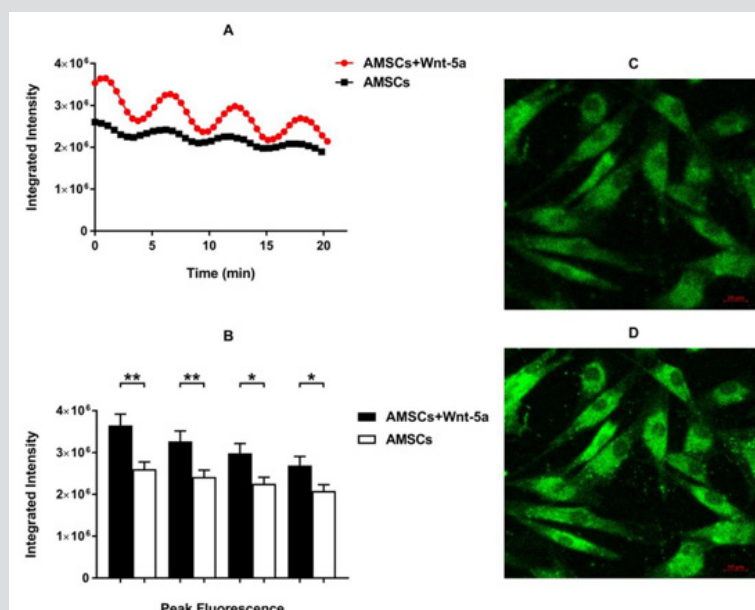 A
Integrated Intensity
4×10⁶
3×10⁶
2×10⁶
1×10⁶
0
0 5 10 15 20
Time (min)
AMSCs+Wnt-5a
AMSCs
B
Integrated Intensity
4×10⁶
3×10⁶
2×10⁶
1×10⁶
0
** ** * *
AMSCs+Wnt-5a
AMSCs
Peak Fluorescence
C
D